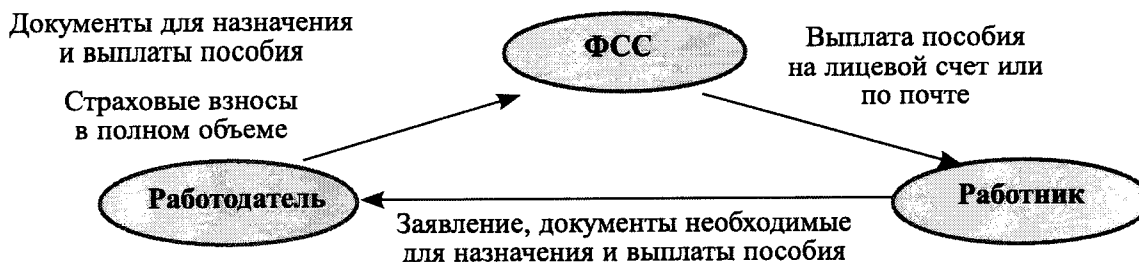 Документы для назначения
и выплаты пособия
Страховые взносы
в полном объеме
ФСС
Выплата пособия
на лицевой счет или
по почте
Работодатель
Работник
Заявление, документы необходимые
для назначения и выплаты пособия